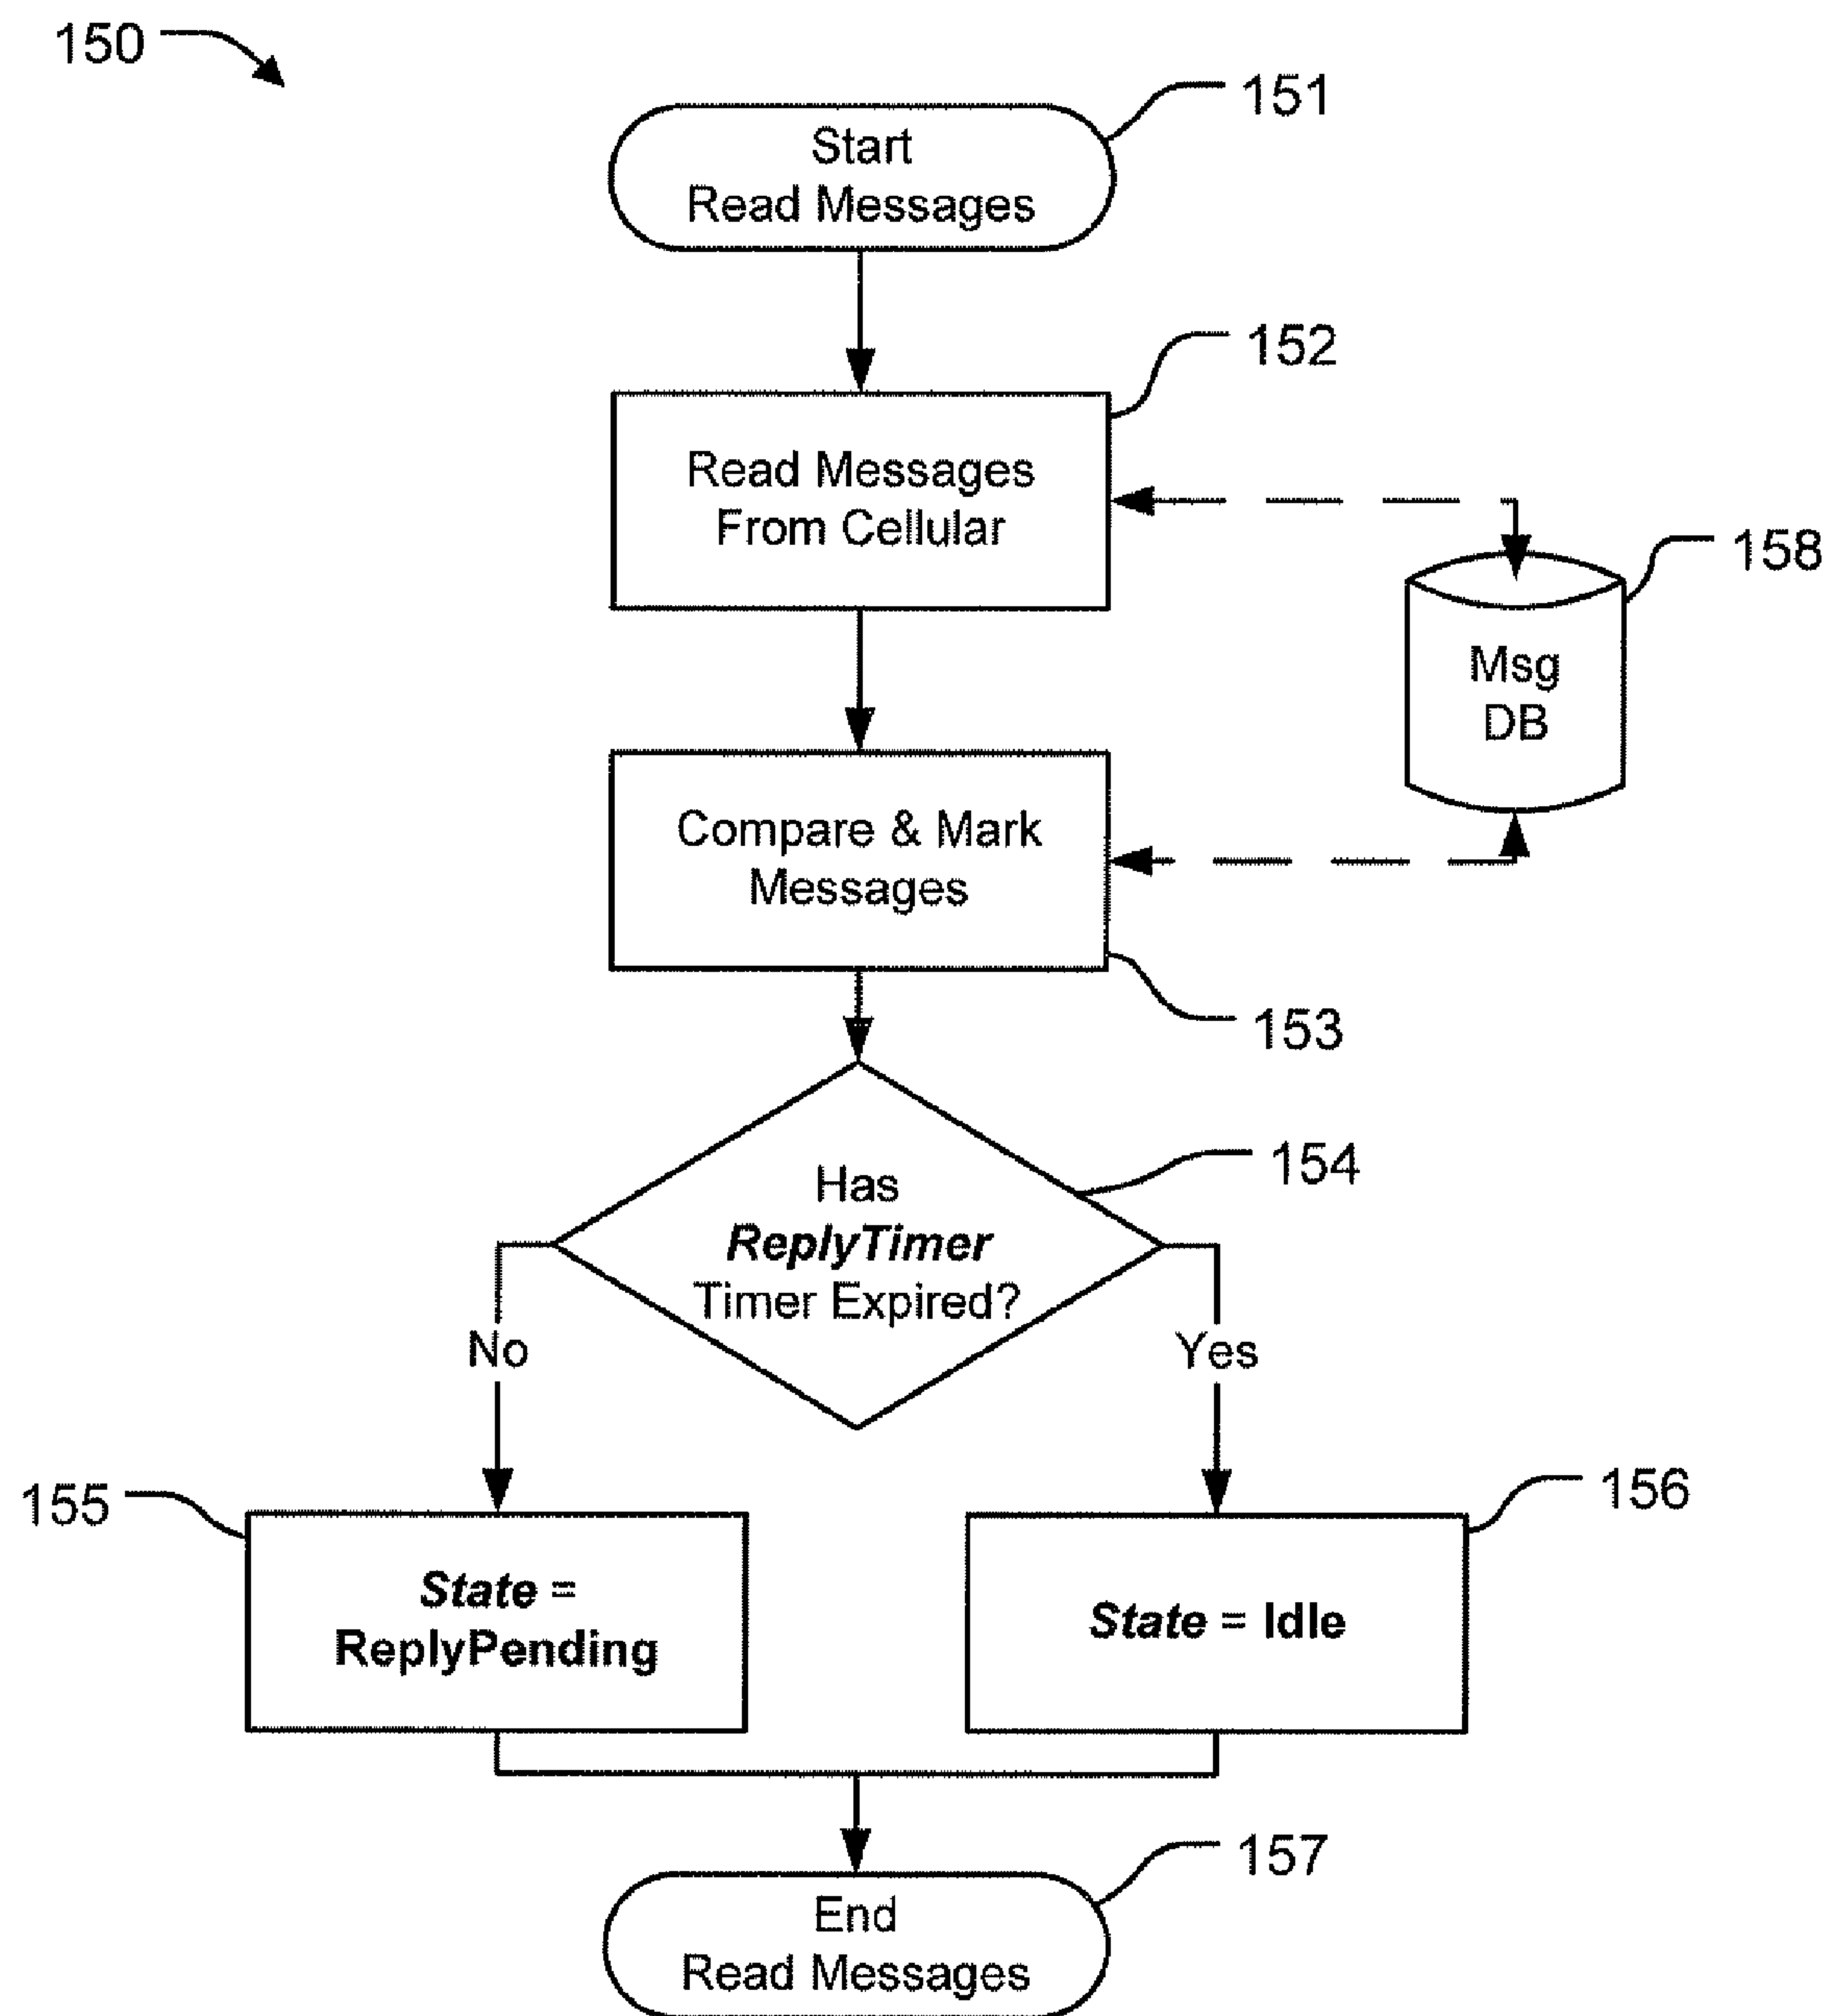 150
151
Start
Read Messages
152
Read Messages
From Cellular
158
Msg
DB
Compare & Mark
Messages
153
154
Has
ReplyTimer
Timer Expired?
No
Yes
155
156
State =
ReplyPending
State = Idle
157
End
Read Messages